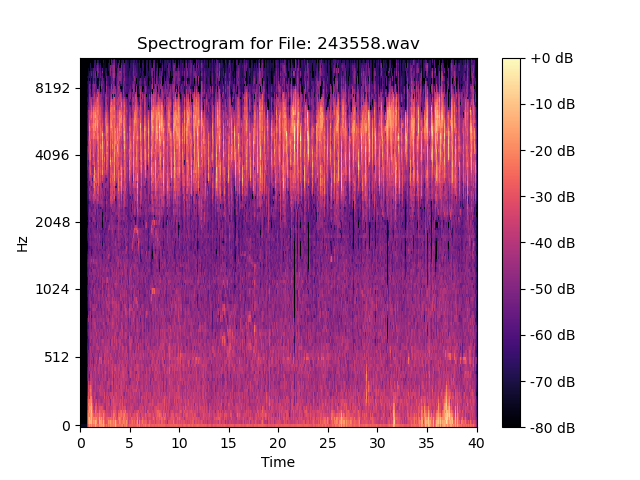 Spectrogram for File: 243558.wav
8192
4096
2048
1024
512
0
Hz
0 5 10 15 20 25 30 35 40
Time
+0 dB
-10 dB
-20 dB
-30 dB
-40 dB
-50 dB
-60 dB
-70 dB
-80 dB